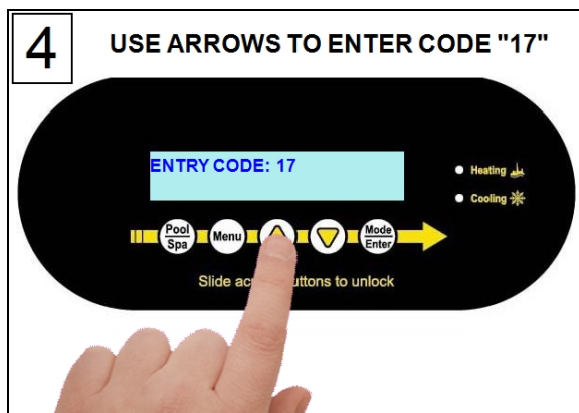 4
USE ARROWS TO ENTER CODE "17"
ENTRY CODE: 17
Heating
Cooling
Pool
Spa
Menu
Mode
Enter
Slide ac uttons to unlock